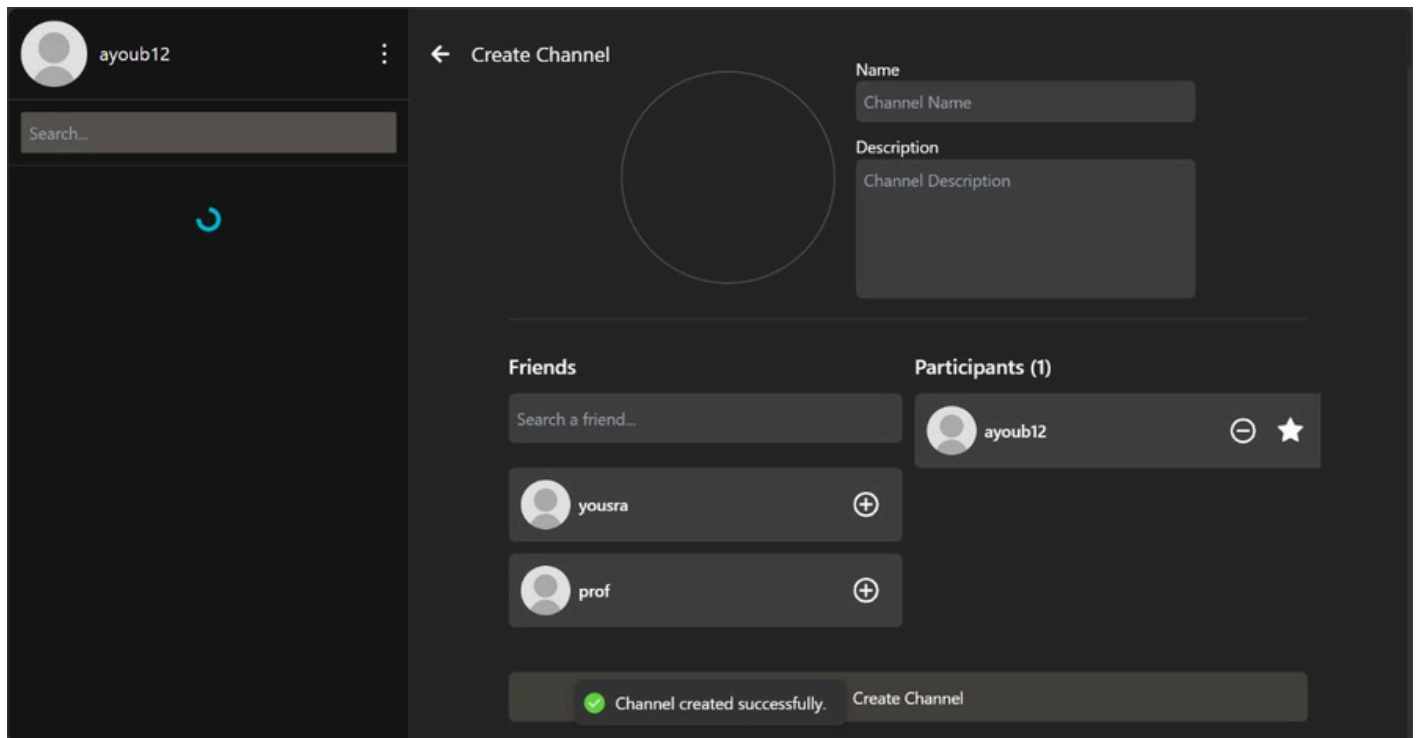 ayoub12
Search...
Create Channel
Name
Channel Name
Description
Channel Description
Friends
Search a friend...
yousra
prof
Participants (1)
ayoub12
Channel created successfully.
Create Channel